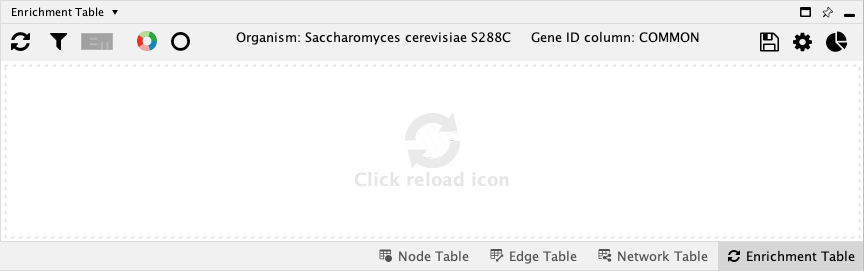 Enrichment Table
Em
Organism: Saccharomyces cerevisiae S288C Gene ID column: COMMON
Click reload icon
Node Table Edge Table Network Table Enrichment Table